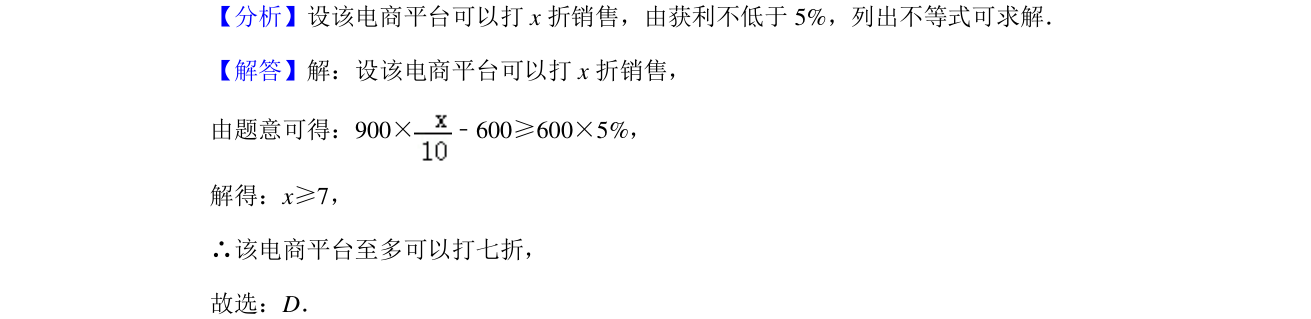 【分析】设该电商平台可以打 x 折销售，由获利不低于 5%，列出不等式可求解．
【解答】解：设该电商平台可以打 x 折销售，
由题意可得：900×x/10﹣600≥600×5%，
解得：x≥7，
∴该电商平台至多可以打七折，
故选：D．